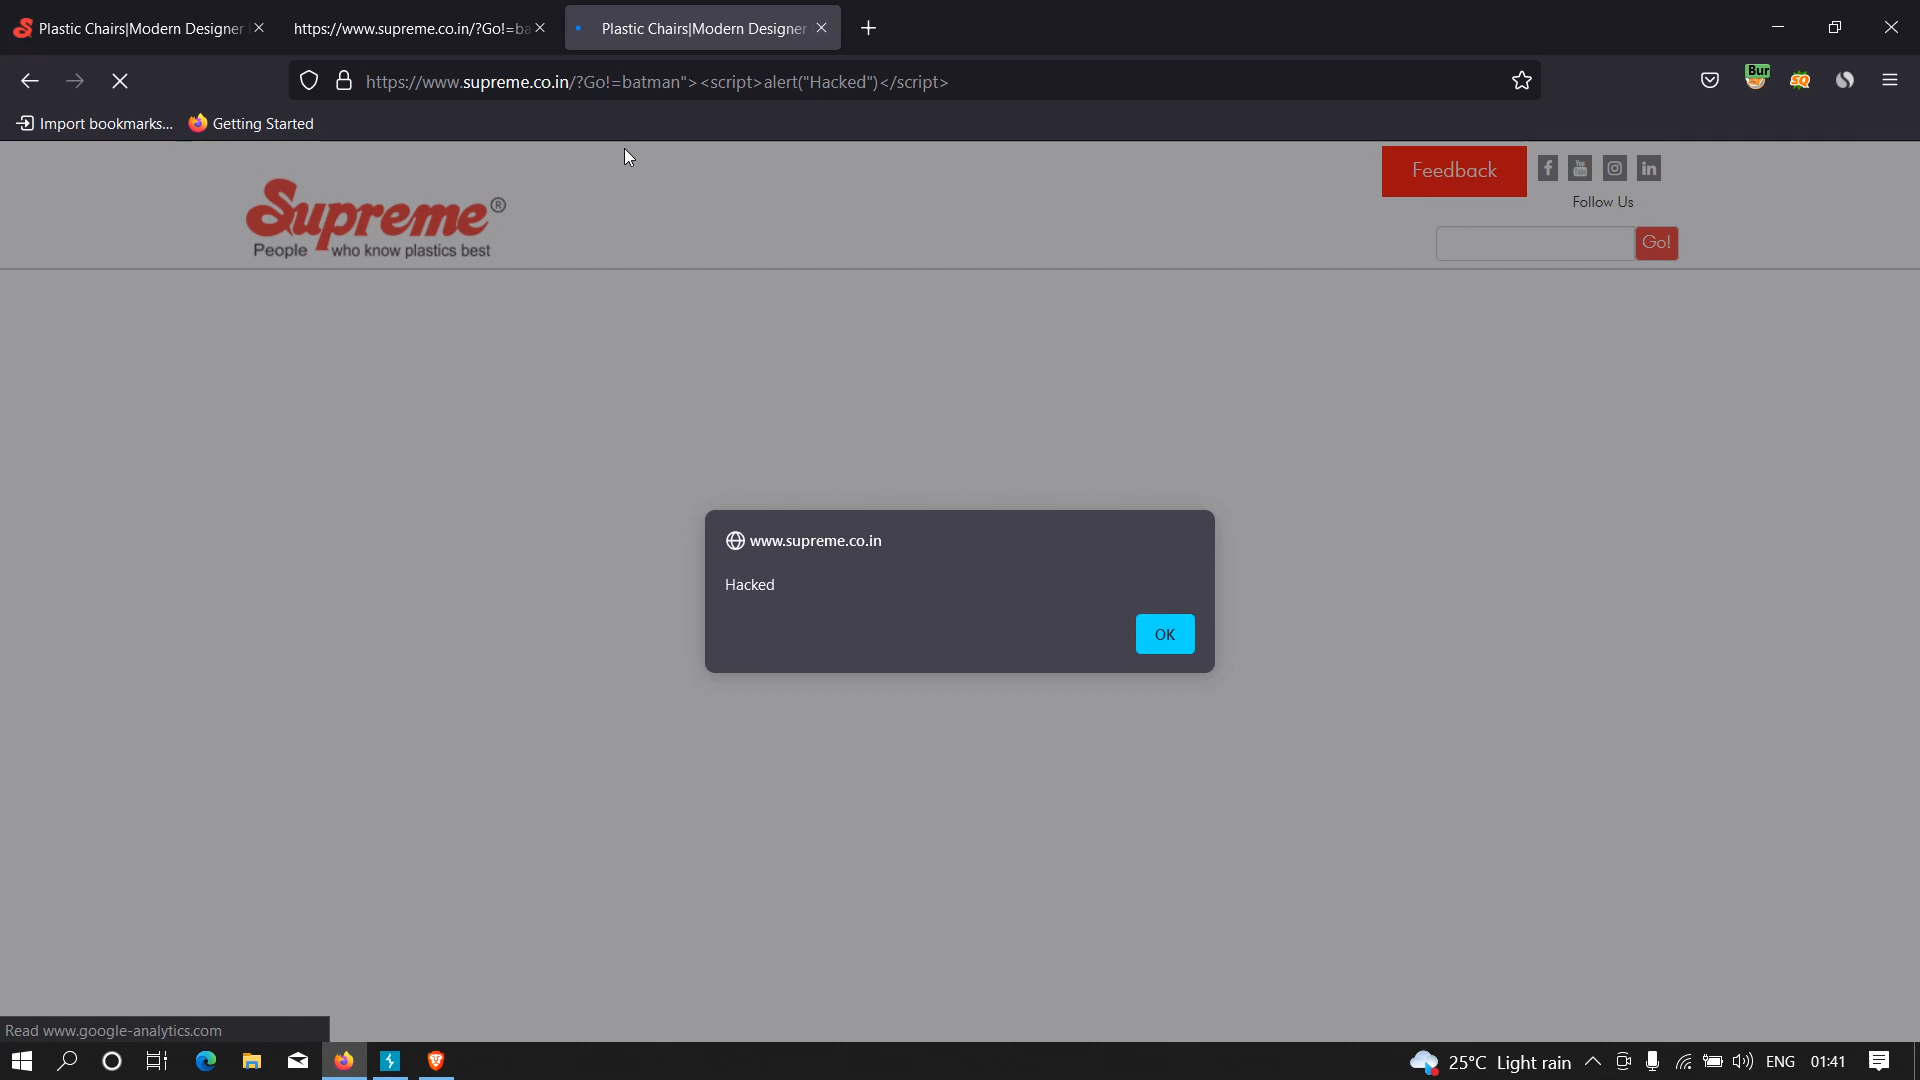 Plastic Chairs|Modern Designer
https://www.supreme.co.in/?Go!=ba
Plastic Chairs|Modern Designer
https://www.supreme.co.in/?Go!=batman"><script>alert("Hacked")</script>
Bur
SQ
Import bookmarks...
Getting Started
Supreme®
People who know plastics best
Feedback
Follow Us
Go!
www.supreme.co.in
Hacked
OK
Read www.google-analytics.com
25°C Light rain
ENG
01:41